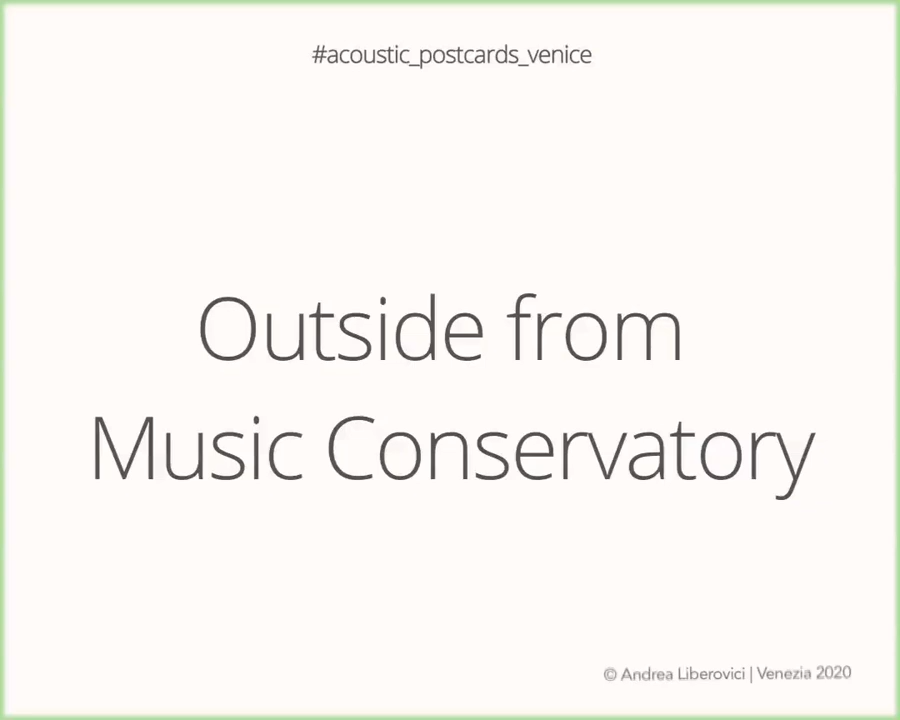 #acoustic_postcards_venice
Outside from
Music Conservatory
© Andrea Liberovici | Venezia 2020